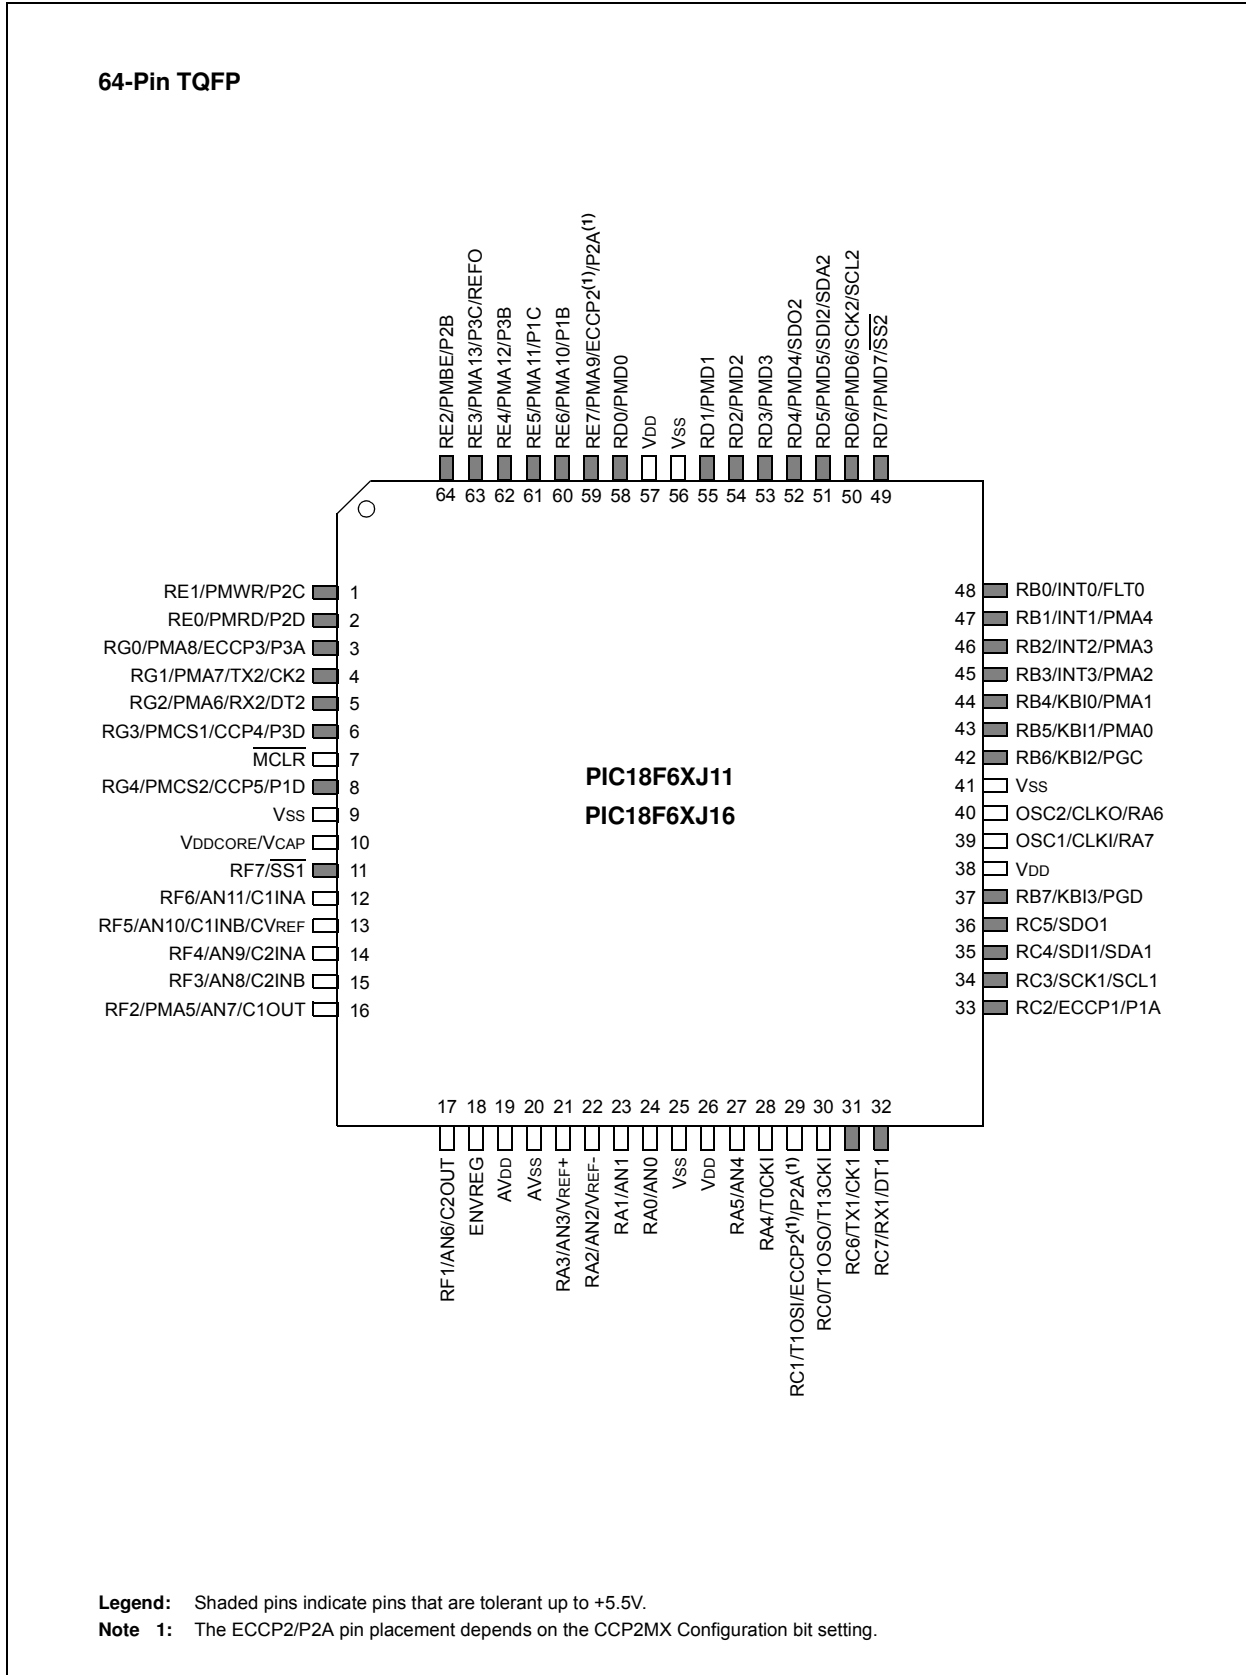 64-Pin TQFP
RE2/PMBE/P2B
RE3/PMA13/P3C/REFO
RE4/PMA12/P3B
RE5/PMA11/P1C
RE6/PMA10/P1B
RE7/PMA9/ECCP2(1)/P2A(1)
RD0/PMD0
VDD
VSS
RD1/PMD1
RD2/PMD2
RD3/PMD3
RD4/PMD4/SDO2
RD5/PMD5/SDI2/SDA2
RD6/PMD6/SCK2/SCL2
RD7/PMD7/SS2
64 63 62 61 60 59 58 57 56 55 54 53 52 51 50 49
RE1/PMWR/P2C 1
RE0/PMRD/P2D 2
RG0/PMA8/ECCP3/P3A 3
RG1/PMA7/TX2/CK2 4
RG2/PMA6/RX2/DT2 5
RG3/PMCS1/CCP4/P3D 6
MCLR 7
RG4/PMCS2/CCP5/P1D 8
VSS 9
VDDCORE/VCAP 10
RF7/SS1 11
RF6/AN11/C1INA 12
RF5/AN10/C1INB/CVREF 13
RF4/AN9/C2INA 14
RF3/AN8/C2INB 15
RF2/PMA5/AN7/C1OUT 16
PIC18F6XJ11
PIC18F6XJ16
48 RB0/INT0/FLT0
47 RB1/INT1/PMA4
46 RB2/INT2/PMA3
45 RB3/INT3/PMA2
44 RB4/KBI0/PMA1
43 RB5/KBI1/PMA0
42 RB6/KBI2/PGC
41 VSS
40 OSC2/CLKO/RA6
39 OSC1/CLKI/RA7
38 VDD
37 RB7/KBI3/PGD
36 RC5/SDO1
35 RC4/SDI1/SDA1
34 RC3/SCK1/SCL1
33 RC2/ECCP1/P1A
17 18 19 20 21 22 23 24 25 26 27 28 29 30 31 32
RF1/AN6/C2OUT
ENVREG
AVDD
AVSS
RA3/AN3/VREF+
RA2/AN2/VREF-
RA1/AN1
RA0/AN0
VSS
VDD
RA5/AN4
RA4/T0CKI
RC1/T1OSI/ECCP2(1)/P2A(1)
RC0/T1OSO/T13CKI
RC6/TX1/CK1
RC7/RX1/DT1
Legend: Shaded pins indicate pins that are tolerant up to +5.5V.
Note 1: The ECCP2/P2A pin placement depends on the CCP2MX Configuration bit setting.